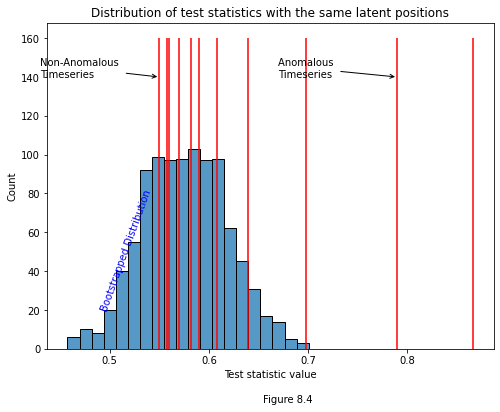 Distribution of test statistics with the same latent positions
160
140
120
100
80
60
40
20
0
Count
Non-Anomalous
Timeseries
Anomalous
Timeseries
Bootstrapped Distribution
0.5 0.6 0.7 0.8
Test statistic value
Figure 8.4